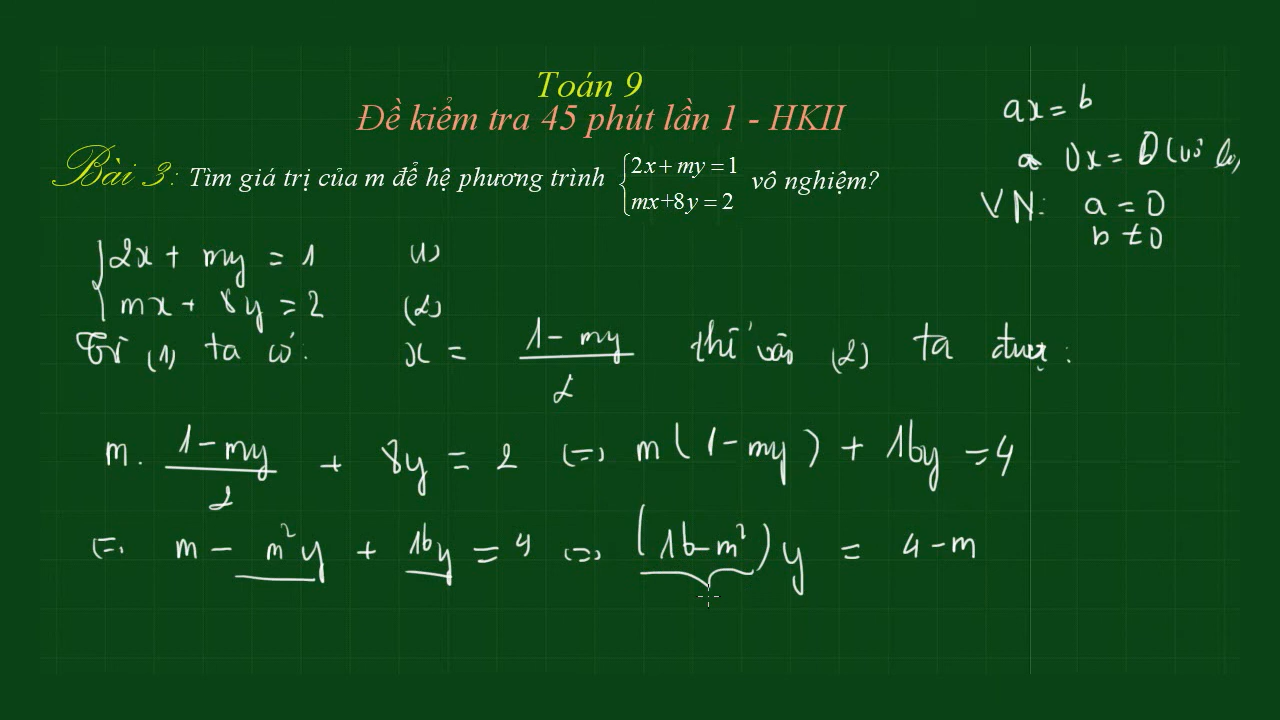 Toán 9
Đề kiểm tra 45 phút lần 1 - HKII
Bài 3: Tìm giá trị của m để hệ phương trình {2x + my = 1 mx+8y = 2 vô nghiệm?
ax = b
0x = 0
VN: a = 0
b ≠ 0
{2x + my = 1 (1)
mx + 8y = 2 (2)
Từ (1) ta có: x = (1 - my)/2 thế vào (2) ta được:
m. (1 - my)/2 + 8y = 2 <=> m(1 - my) + 16y = 4
<=> m - m²y + 16y = 4 <=> (16 - m²)y = 4 - m